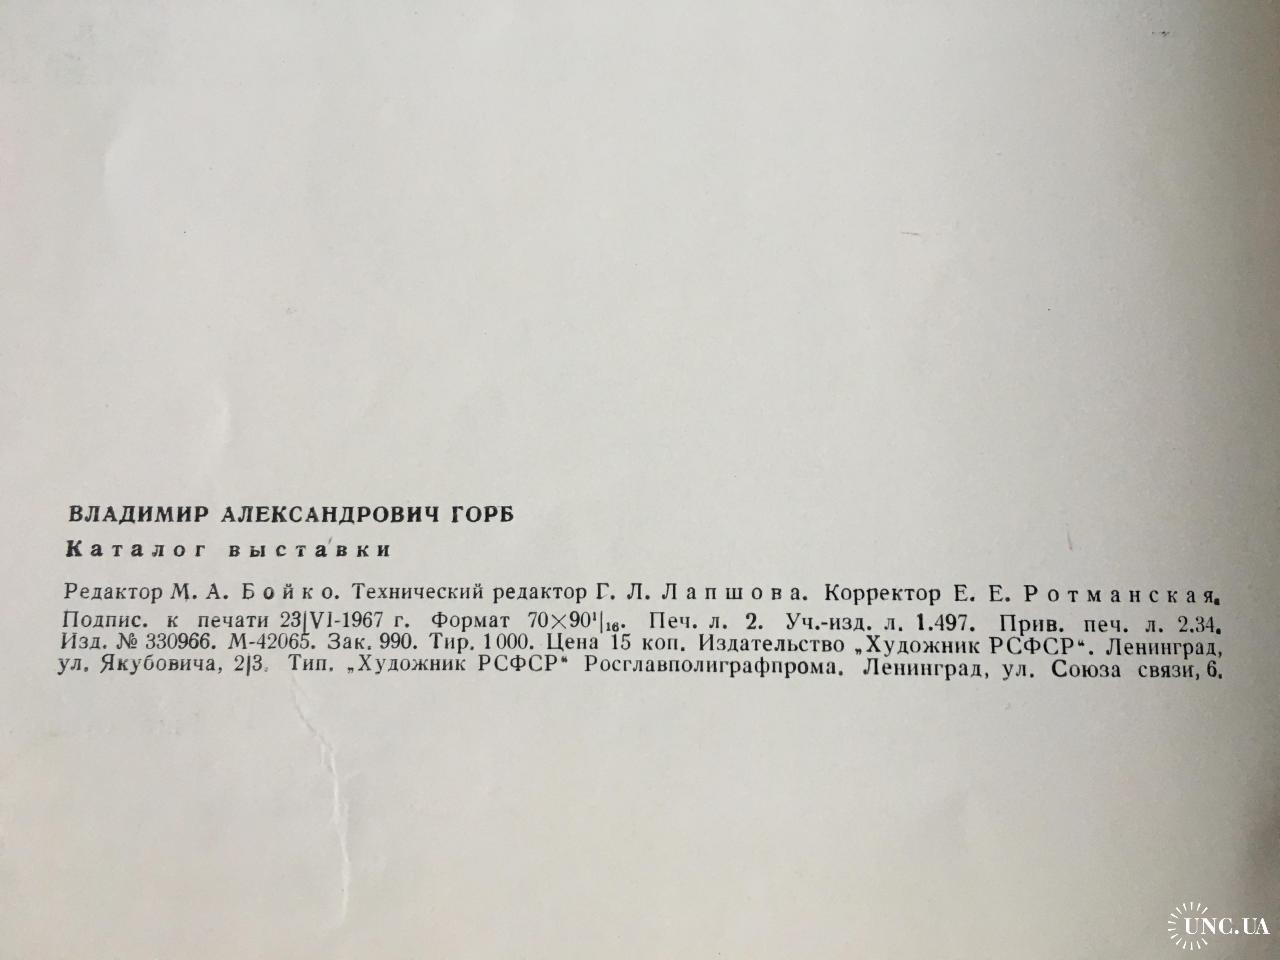 ВЛАДИМИР АЛЕКСАНДРОВИЧ ГОРБ
Каталог выставки
Редактор М. А. Бойко. Технический редактор Г. Л. Лапшова. Корректор Е. Е. Ротманская.
Подпис. к печати 23|VI-1967 г. Формат 70×90¹|₁₆. Печ. л. 2. Уч.-изд. л. 1.497. Прив. печ. л. 2.34.
Изд. № 330966. М-42065. Зак. 990. Тир. 1000. Цена 15 коп. Издательство „Художник РСФСР“. Ленинград,
ул. Якубовича, 2|3. Тип. „Художник РСФСР“ Росглавполиграфпрома. Ленинград, ул. Союза связи, 6.
UNC.UA